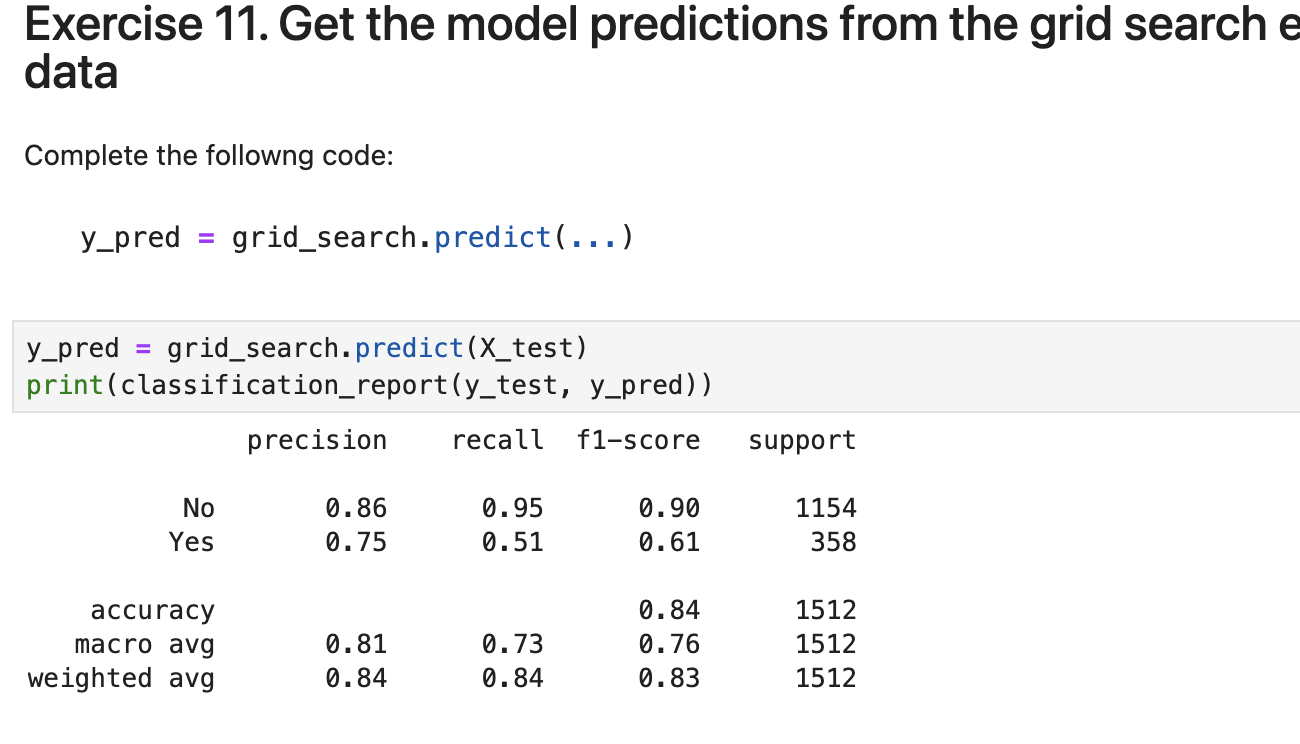 Exercise 11. Get the model predictions from the grid search e
data
Complete the followng code:
y_pred = grid_search.predict(...)
y_pred = grid_search.predict(X_test)
print(classification_report(y_test, y_pred))
precision recall f1-score support
No 0.86 0.95 0.90 1154
Yes 0.75 0.51 0.61 358
accuracy 0.84 1512
macro avg 0.81 0.73 0.76 1512
weighted avg 0.84 0.84 0.83 1512